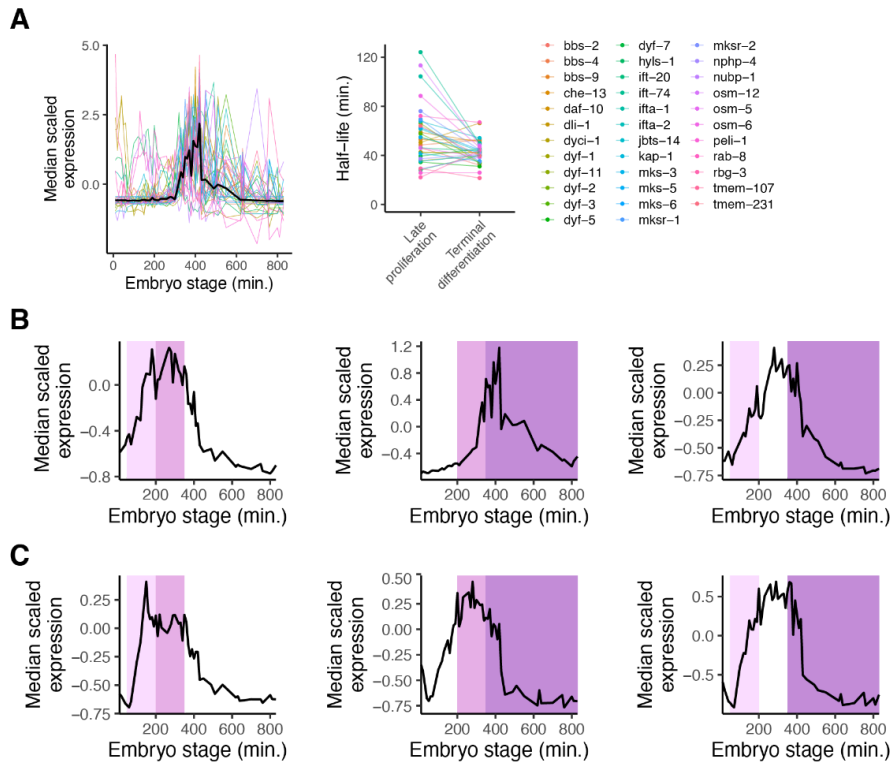 A
Median scaled
expression
5.0
2.5
0.0
0 200 400 600 800
Embryo stage (min.)
Half−life (min.)
120
80
40
0
Late
proliferation
Terminal
differentiation
bbs−2
bbs−4
bbs−9
che−13
daf−10
dli−1
dyci−1
dyf−1
dyf−11
dyf−2
dyf−3
dyf−5
dyf−7
hyls−1
ift−20
ift−74
ifta−1
ifta−2
jbts−14
kap−1
mks−3
mks−5
mks−6
mksr−1
mksr−2
nphp−4
nubp−1
osm−12
osm−5
osm−6
peli−1
rab−8
rbg−3
tmem−107
tmem−231
B
Median scaled
expression
0.0
−0.4
−0.8
200 400 600 800
Embryo stage (min.)
Median scaled
expression
1.2
0.8
0.4
0.0
−0.4
200 400 600 800
Embryo stage (min.)
Median scaled
expression
0.25
0.00
−0.25
−0.50
−0.75
200 400 600 800
Embryo stage (min.)
C
Median scaled
expression
0.25
0.00
−0.25
−0.50
−0.75
200 400 600 800
Embryo stage (min.)
Median scaled
expression
0.50
0.25
0.00
−0.25
−0.50
−0.75
200 400 600 800
Embryo stage (min.)
Median scaled
expression
0.5
0.0
−0.5
200 400 600 800
Embryo stage (min.)